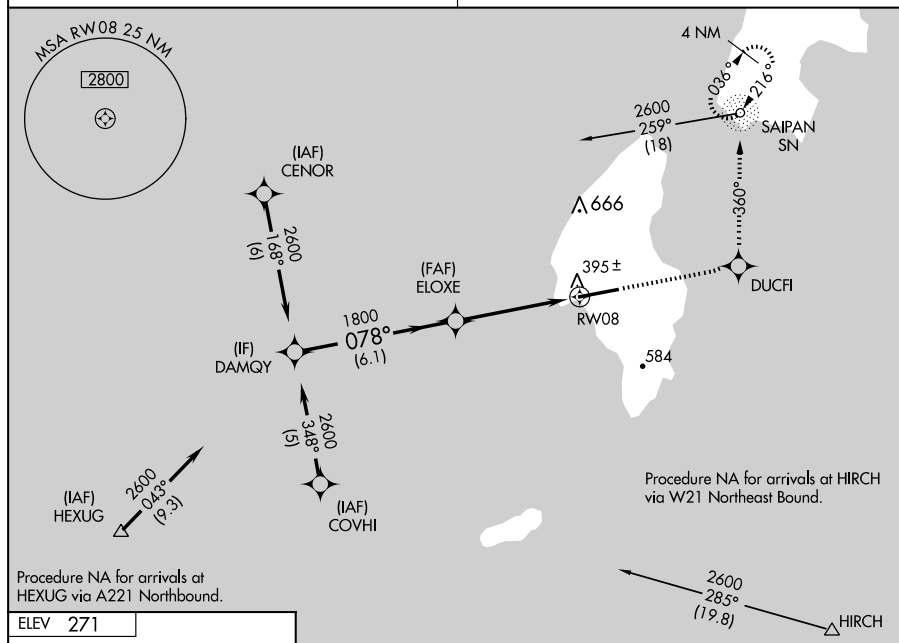 MSA RW08 25 NM
2800
4 NM
036°
216°
2600
259°
(18)
SAIPAN
SN
(IAF)
CENOR
2600
168°
(6)
666
360°
(FAF)
ELOXE
395 ±
DUCFI
RW08
1800
078°
(6.1)
(IF)
DAMQY
584
2600
348°
(5)
(IAF)
COVHI
(IAF)
HEXUG
2600
043°
(9.3)
Procedure NA for arrivals at HIRCH
via W21 Northeast Bound.
Procedure NA for arrivals at
HEXUG via A221 Northbound.
2600
285°
(19.8)
HIRCH
ELEV 271